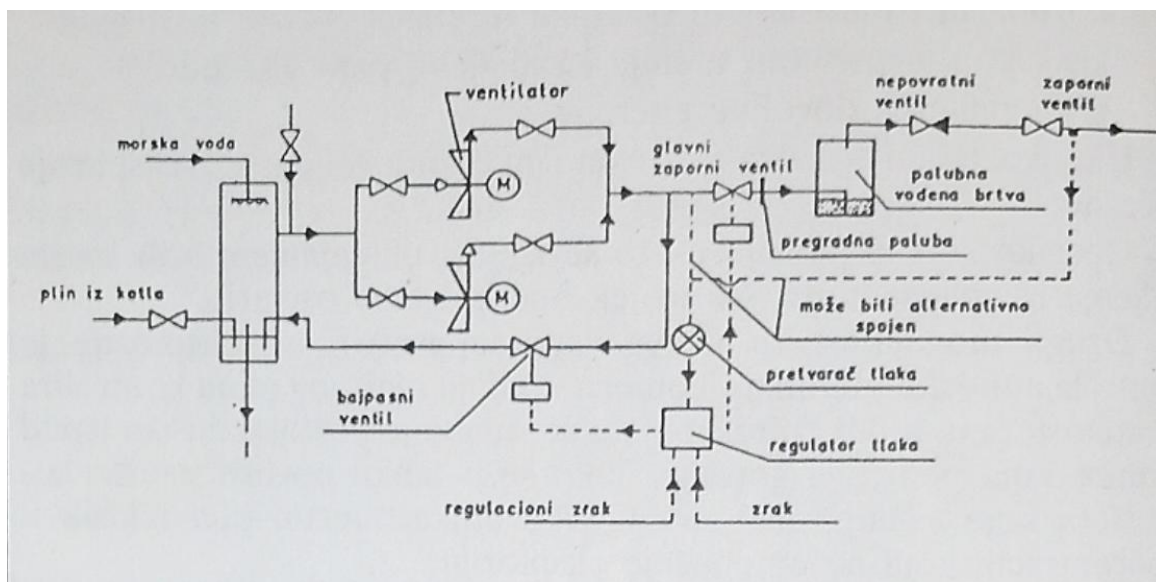 ventilator
nepovratni
ventil
zaporni
ventil
morska voda
M
glavni
zaporni ventil
palubna
vodena brtva
pregradna paluba
plin iz kotla
M
može bili alternativno
spojen
pretvarač tlaka
bajpasni
ventil
regulator tlaka
regulacioni zrak
zrak